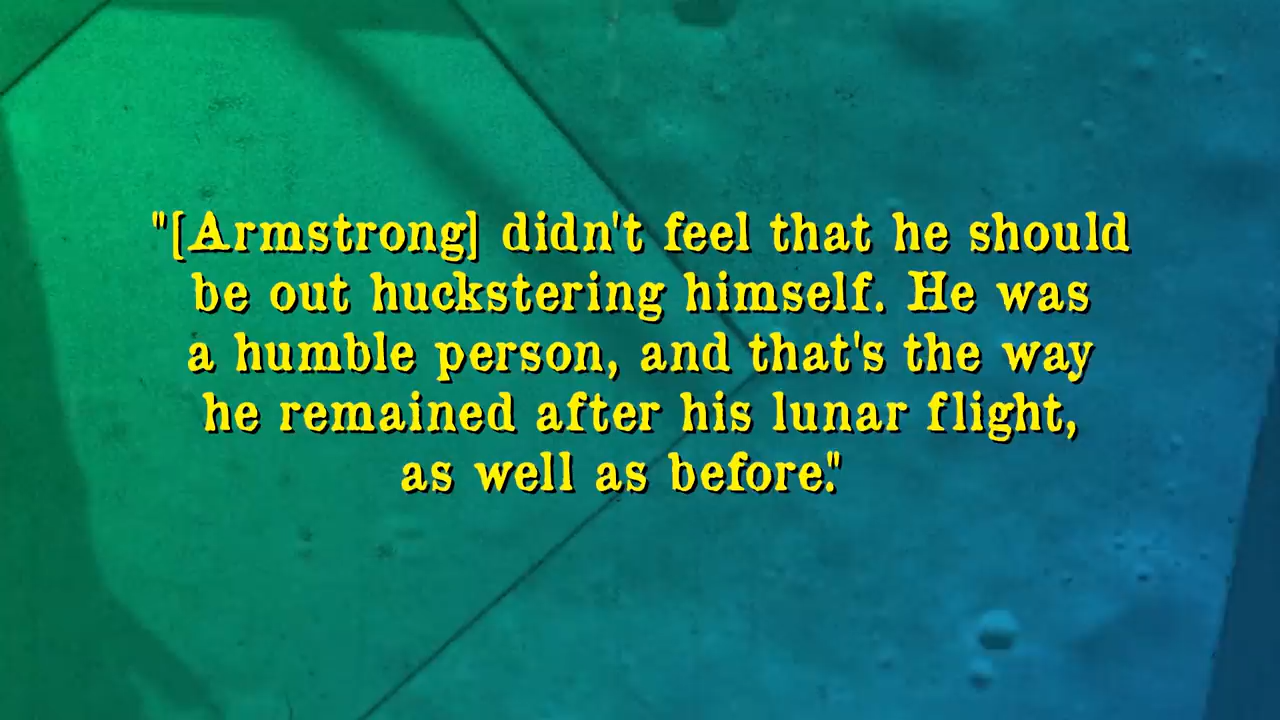 "[Armstrong] didn't feel that he should
be out huckstering himself. He was
a humble person, and that's the way
he remained after his lunar flight,
as well as before."